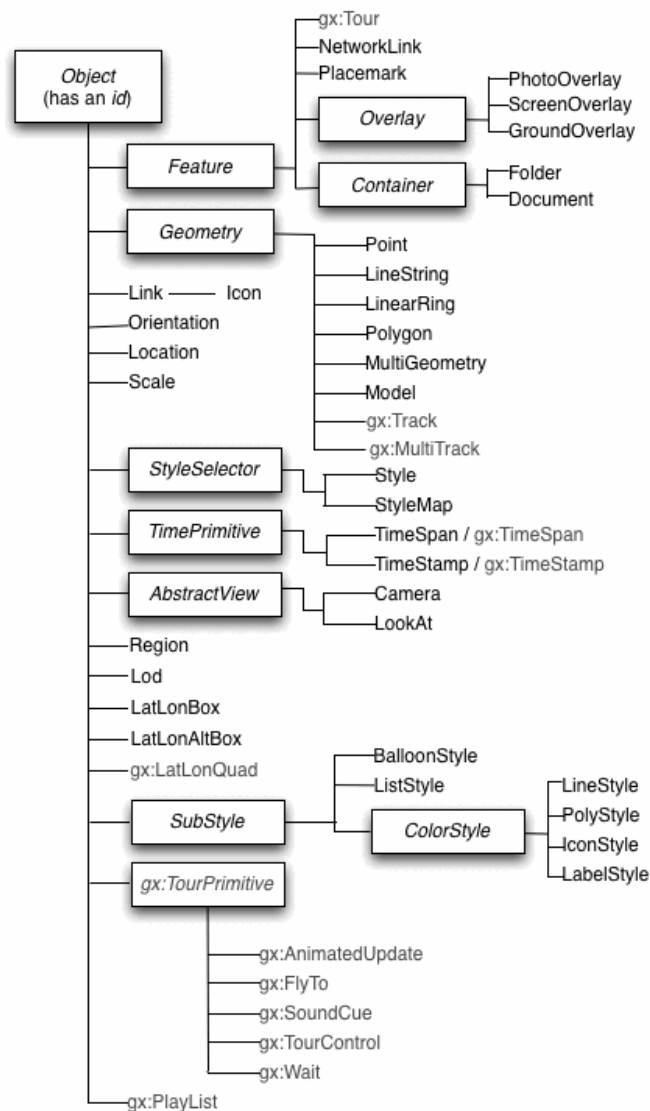 gx:Tour
NetworkLink
Placemark
Object
(has an id)
Overlay
PhotoOverlay
ScreenOverlay
GroundOverlay
Feature
Container
Folder
Document
Geometry
Point
LineString
LinearRing
Polygon
MultiGeometry
Model
gx:Track
gx:MultiTrack
Link
Icon
Orientation
Location
Scale
StyleSelector
Style
StyleMap
TimePrimitive
TimeSpan / gx:TimeSpan
TimeStamp / gx:TimeStamp
AbstractView
Camera
LookAt
Region
Lod
LatLonBox
LatLonAltBox
gx:LatLonQuad
SubStyle
BalloonStyle
ListStyle
ColorStyle
LineStyle
PolyStyle
IconStyle
LabelStyle
gx:TourPrimitive
gx:AnimatedUpdate
gx:FlyTo
gx:SoundCue
gx:TourControl
gx:Wait
gx:PlayList